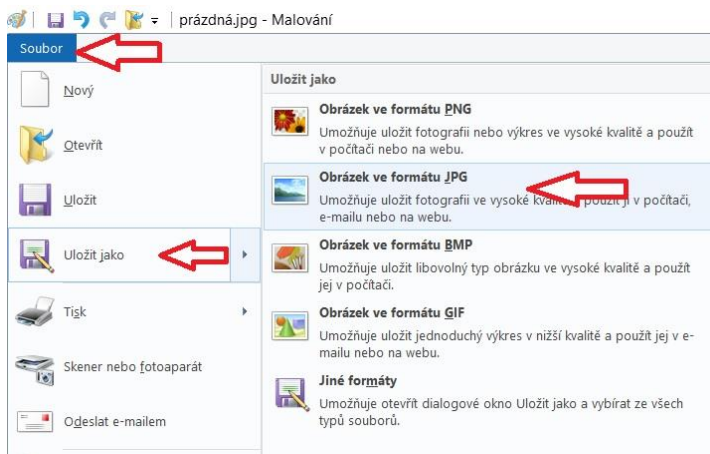 prázdná.jpg - Malování
Soubor
Nový
Otevřít
Uložit
Uložit jako
Tisk
Skener nebo fotoaparát
Odeslat e-mailem
Uložit jako
Obrázek ve formátu PNG
Umožňuje uložit fotografii nebo výkres ve vysoké kvalitě a použít
v počítači nebo na webu.
Obrázek ve formátu JPG
Umožňuje uložit fotografii ve vysoké použít ji v počítači,
e-mailu nebo na webu.
Obrázek ve formátu BMP
Umožňuje uložit libovolný typ obrázku ve vysoké kvalitě a použít
jej v počítači.
Obrázek ve formátu GIF
Umožňuje uložit jednoduchý výkres v nižší kvalitě a použít jej v e-
mailu nebo na webu.
Jiné formáty
Umožňuje otevřít dialogové okno Uložit jako a vybírat ze všech
typů souborů.